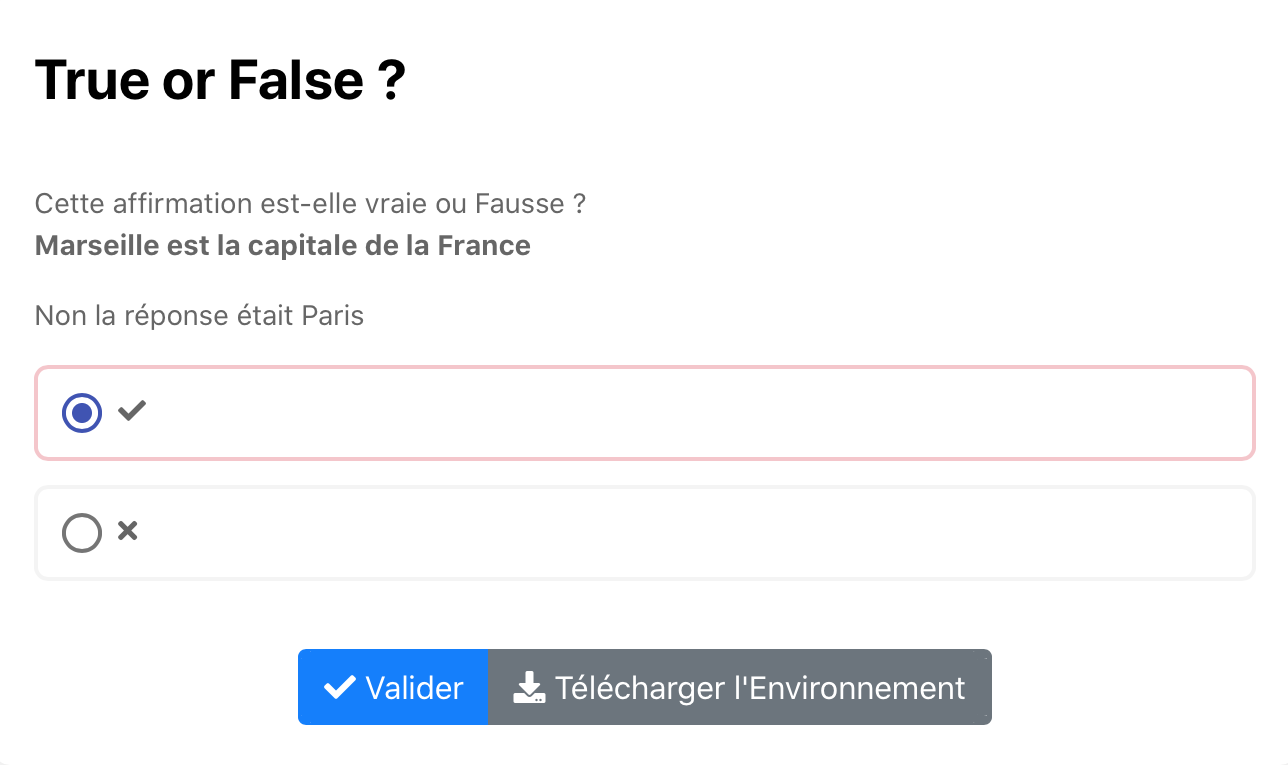 True or False ?
Cette affirmation est-elle vraie ou Fausse ?
Marseille est la capitale de la France
Non la réponse était Paris
Valider
Télécharger l'Environnement